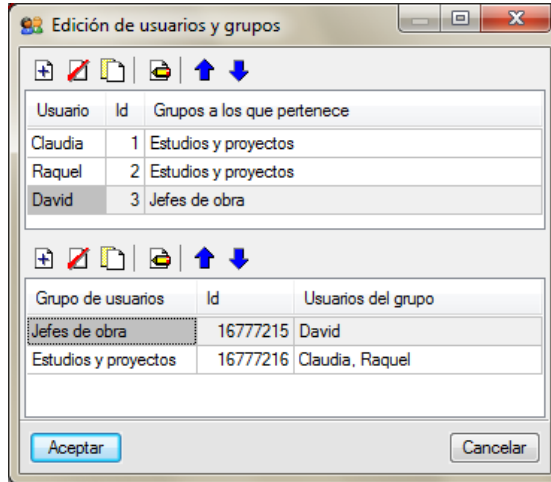 Edición de usuarios y grupos
Usuario Id Grupos a los que pertenece
Claudia 1 Estudios y proyectos
Raquel 2 Estudios y proyectos
David 3 Jefes de obra
Grupo de usuarios Id Usuarios del grupo
Jefes de obra 16777215 David
Estudios y proyectos 16777216 Claudia, Raquel
Aceptar Cancelar